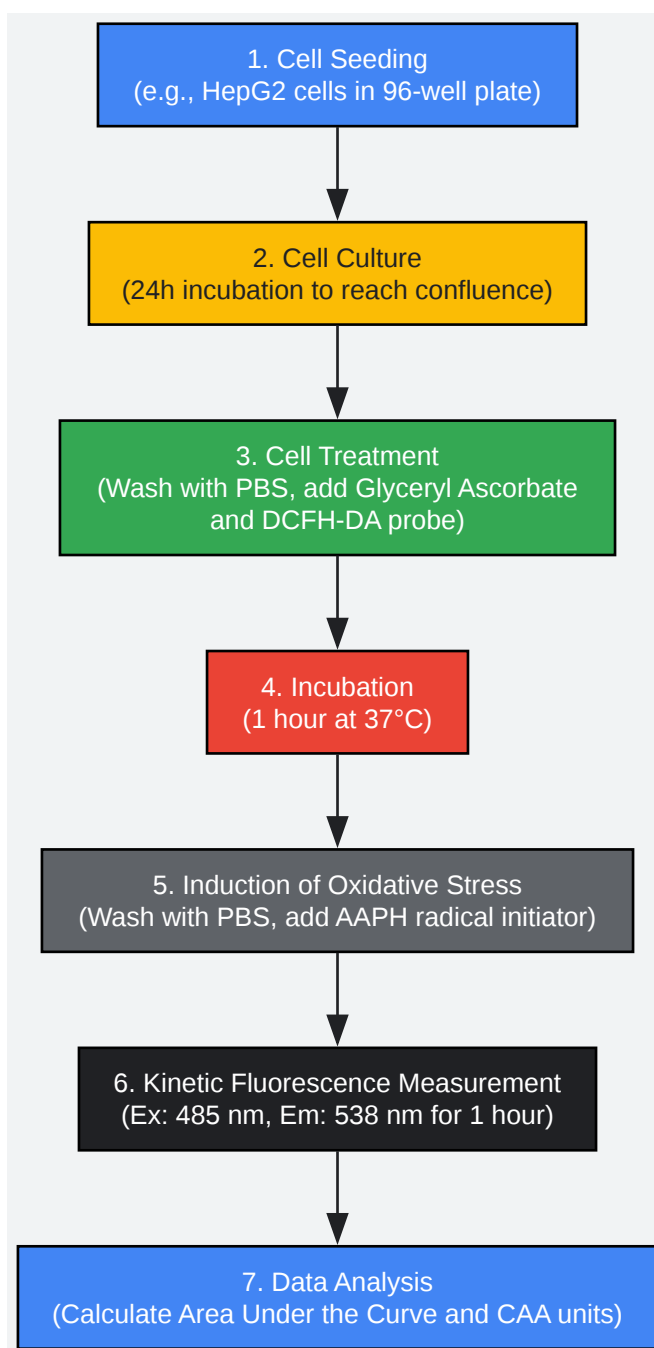 1. Cell Seeding
(e.g., HepG2 cells in 96-well plate)
2. Cell Culture
(24h incubation to reach confluence)
3. Cell Treatment
(Wash with PBS, add Glyceryl Ascorbate
and DCFH-DA probe)
4. Incubation
(1 hour at 37°C)
5. Induction of Oxidative Stress
(Wash with PBS, add AAPH radical initiator)
6. Kinetic Fluorescence Measurement
(Ex: 485 nm, Em: 538 nm for 1 hour)
7. Data Analysis
(Calculate Area Under the Curve and CAA units)